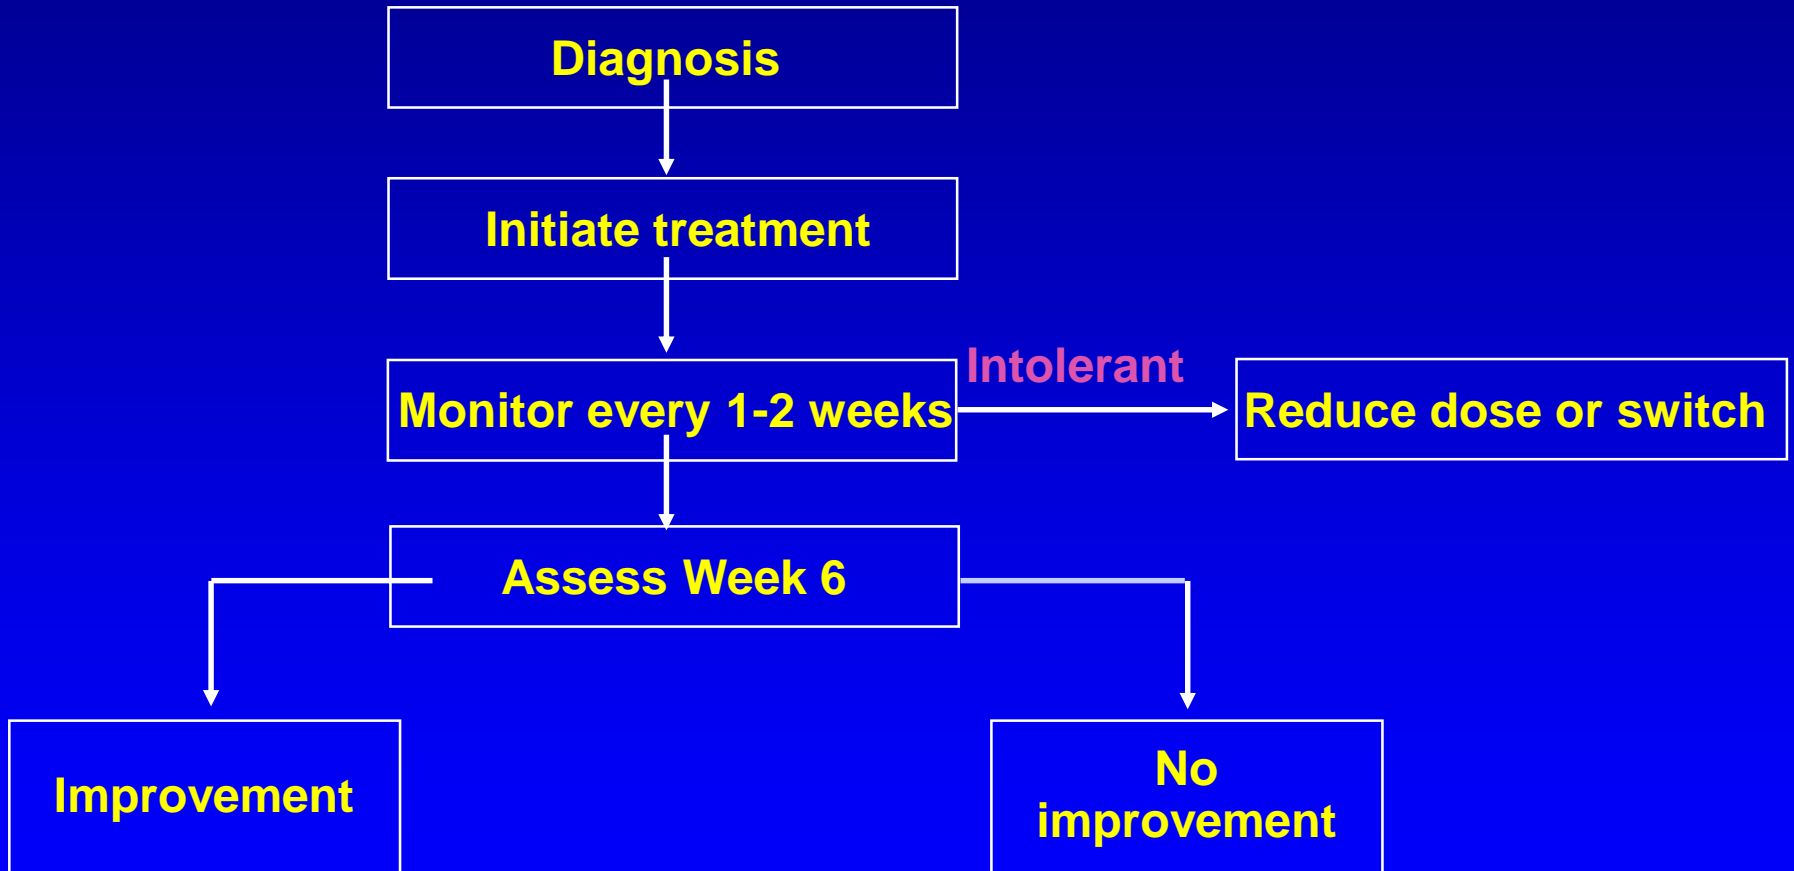 Diagnosis
Initiate treatment
Intolerant
Monitor every 1-2 weeks
Reduce dose or switch
Assess Week 6
Improvement
No
improvement